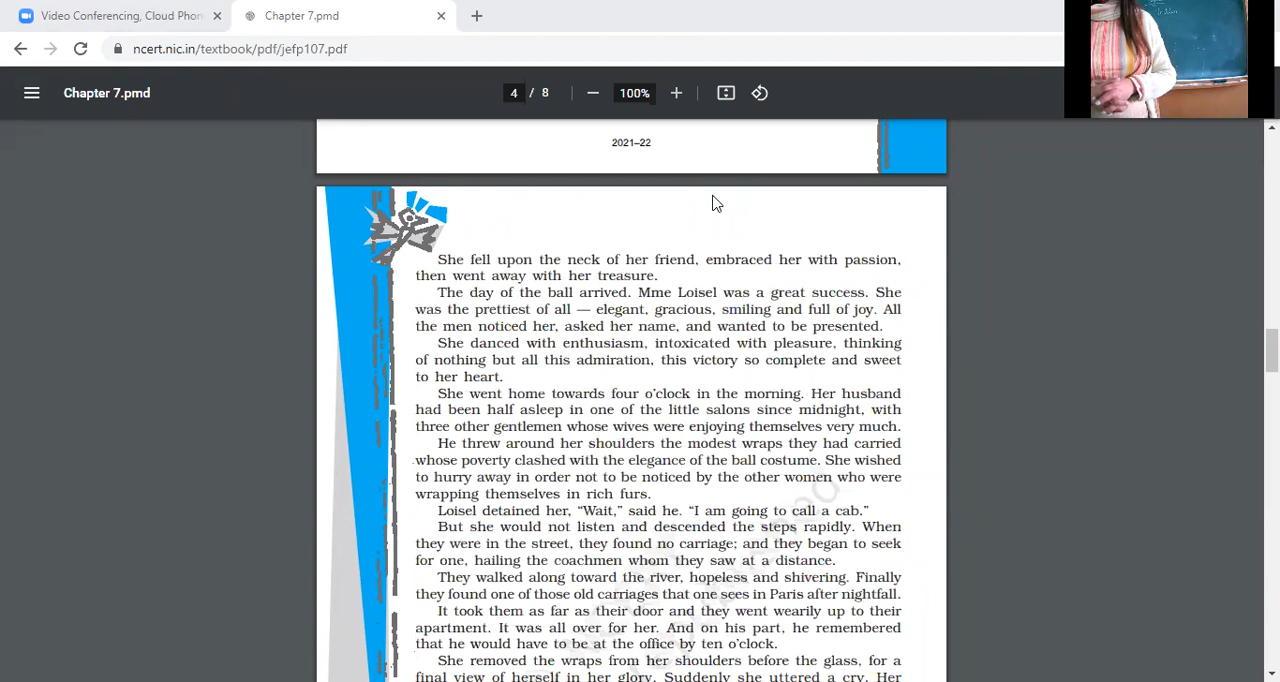 Video Conferencing, Cloud Phon
Chapter 7.pmd
ncert.nic.in/textbook/pdf/jefp107.pdf
Chapter 7.pmd
4 / 8
100%
2021–22
She fell upon the neck of her friend, embraced her with passion,
then went away with her treasure.
The day of the ball arrived. Mme Loisel was a great success. She
was the prettiest of all — elegant, gracious, smiling and full of joy. All
the men noticed her, asked her name, and wanted to be presented.
She danced with enthusiasm, intoxicated with pleasure, thinking
of nothing but all this admiration, this victory so complete and sweet
to her heart.
She went home towards four o’clock in the morning. Her husband
had been half asleep in one of the little salons since midnight, with
three other gentlemen whose wives were enjoying themselves very much.
He threw around her shoulders the modest wraps they had carried
whose poverty clashed with the elegance of the ball costume. She wished
to hurry away in order not to be noticed by the other women who were
wrapping themselves in rich furs.
Loisel detained her, “Wait,” said he. “I am going to call a cab.”
But she would not listen and descended the steps rapidly. When
they were in the street, they found no carriage; and they began to seek
for one, hailing the coachmen whom they saw at a distance.
They walked along toward the river, hopeless and shivering. Finally
they found one of those old carriages that one sees in Paris after nightfall.
It took them as far as their door and they went wearily up to their
apartment. It was all over for her. And on his part, he remembered
that he would have to be at the office by ten o’clock.
She removed the wraps from her shoulders before the glass, for a
final view of herself in her glory. Suddenly she uttered a cry. Her